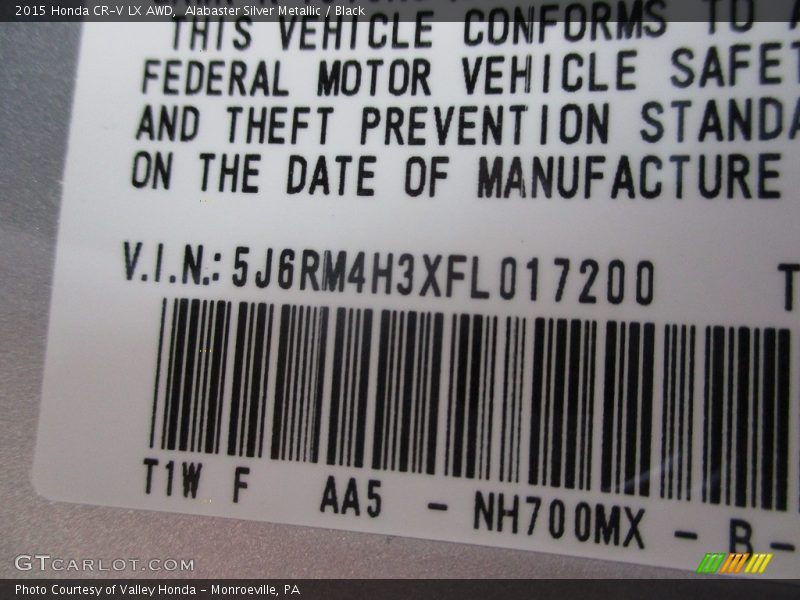 2015 Honda CR-V LX AWD, Alabaster Silver Metallic / Black
THIS VEHICLE CONFORMS TO A
FEDERAL MOTOR VEHICLE SAFET
AND THEFT PREVENTION STANDA
ON THE DATE OF MANUFACTURE
V.I.N.: 5J6RM4H3XFL017200 T
T1W F AA5 - NH700MX - B -
GTCARLOT.COM
Photo Courtesy of Valley Honda - Monroeville, PA